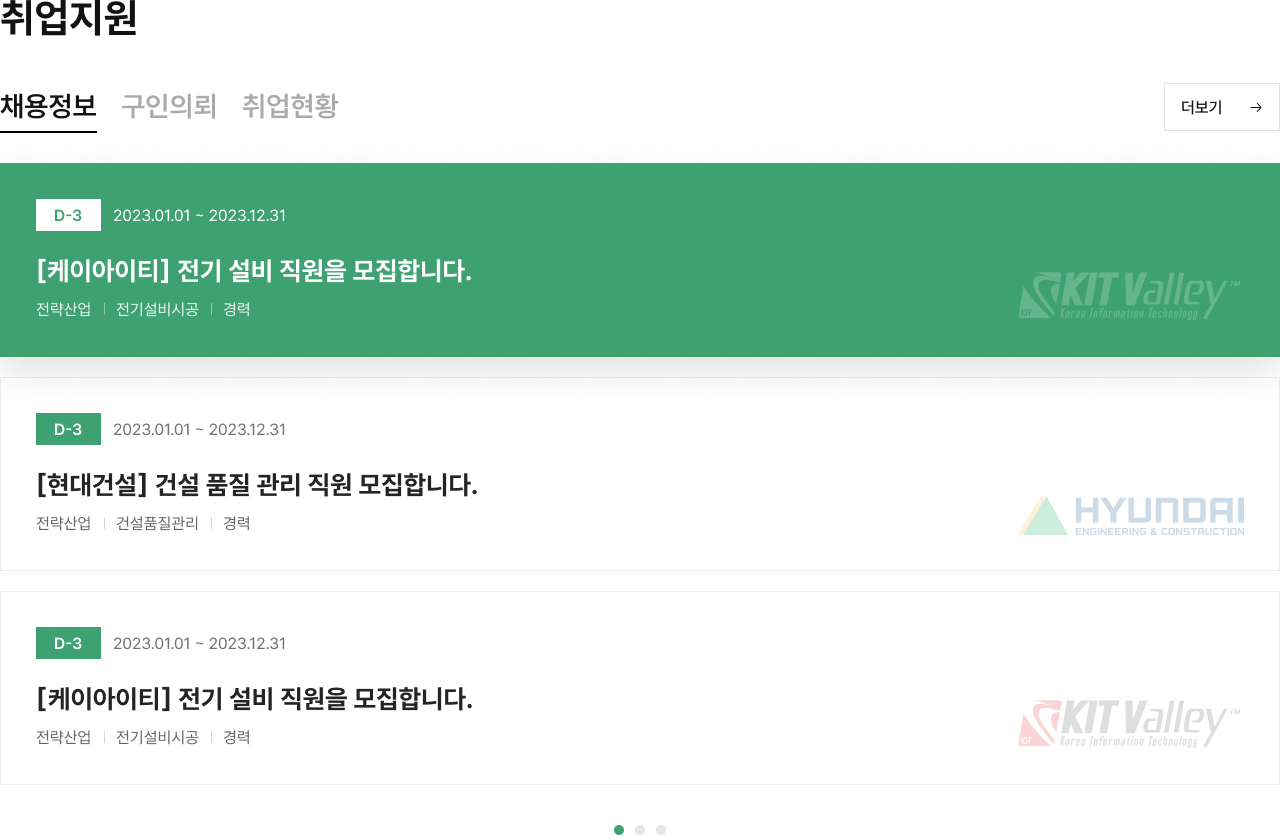 취업지원
채용정보 구인의뢰 취업현황
더보기
D-3 2023.01.01 ~ 2023.12.31
[케이아이티] 전기 설비 직원을 모집합니다.
전략산업 전기설비시공 경력
KIT KIT Valley™
Korea Information Technology
D-3 2023.01.01 ~ 2023.12.31
[현대건설] 건설 품질 관리 직원 모집합니다.
전략산업 건설품질관리 경력
HYUNDAI
ENGINEERING & CONSTRUCTION
D-3 2023.01.01 ~ 2023.12.31
[케이아이티] 전기 설비 직원을 모집합니다.
전략산업 전기설비시공 경력
KIT KIT Valley™
Korea Information Technology